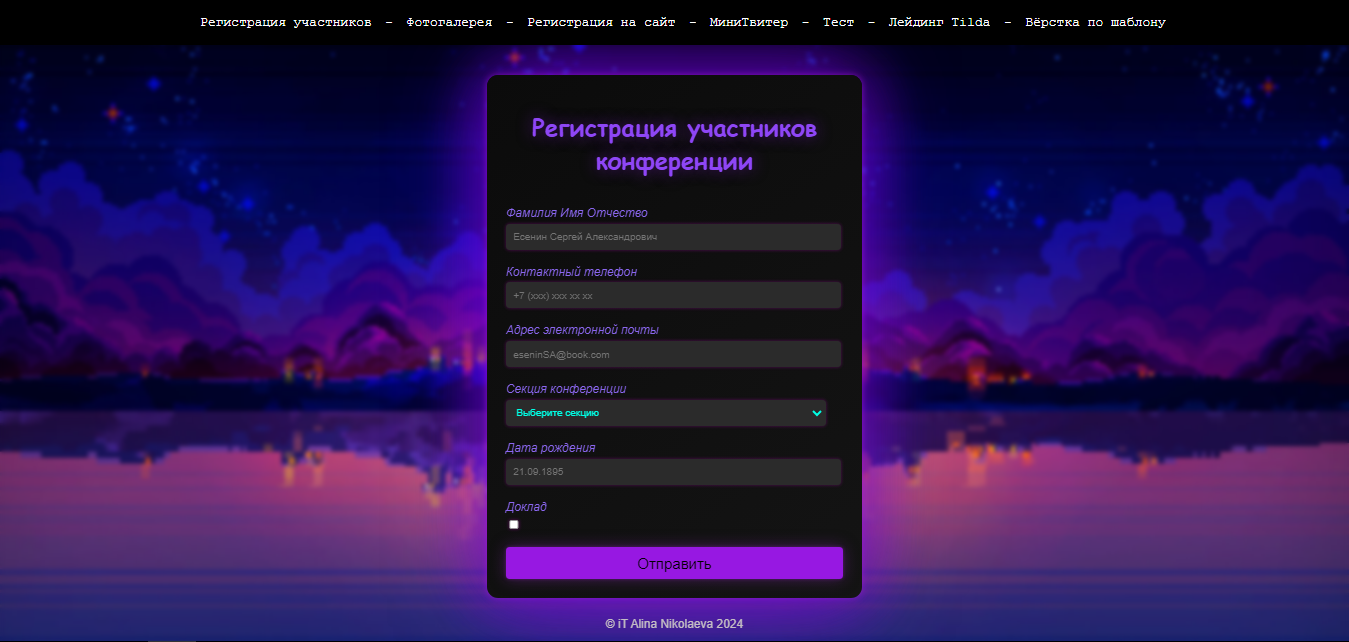 Регистрация участников – Фотогалерея – Регистрация на сайт – МиниТвитер – Тест – Лейдинг Tilda – Вёрстка по шаблону
Регистрация участников
конференции
Фамилия Имя Отчество
Есенин Сергей Александрович
Контактный телефон
+7 (xxx) xxx xx xx
Адрес электронной почты
eseninSA@book.com
Секция конференции
Выберите секцию
Дата рождения
21.09.1895
Доклад
Отправить
© iT Alina Nikolaeva 2024